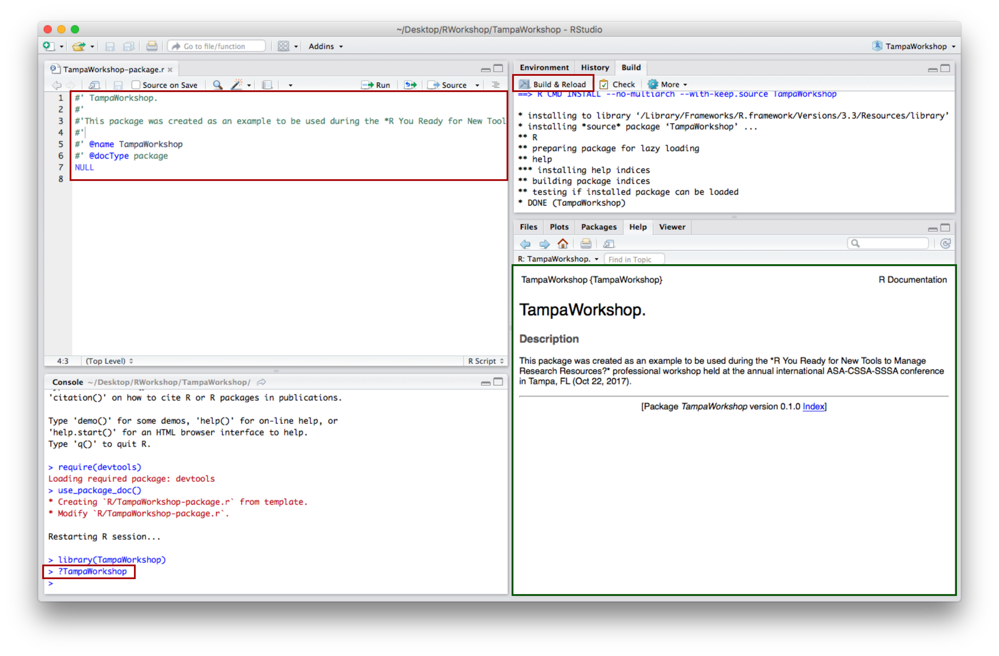 ~/Desktop/RWorkshop/TampaWorkshop - RStudio
Go to file/function
Addins
TampaWorkshop
TampaWorkshop-package.r
Source on Save
Run
Source
1 #' TampaWorkshop.
2 #'
3 #'This package was created as an example to be used during the *R You Ready for New Tool
4 #'
5 #' @name TampaWorkshop
6 #' @docType package
7 NULL
8
4:3 (Top Level) R Script
Console ~/Desktop/RWorkshop/TampaWorkshop/
'citation()' on how to cite R or R packages in publications.
Type 'demo()' for some demos, 'help()' for on-line help, or
'help.start()' for an HTML browser interface to help.
Type 'q()' to quit R.
> require(devtools)
Loading required package: devtools
> use_package_doc()
* Creating `R/TampaWorkshop-package.r` from template.
* Modify `R/TampaWorkshop-package.r`.
Restarting R session...
> library(TampaWorkshop)
> ?TampaWorkshop
>
Environment History Build
Build & Reload Check More
==> R CMD INSTALL --no-multiarch --with-keep.source TampaWorkshop
* installing to library ‘/Library/Frameworks/R.framework/Versions/3.3/Resources/library’
* installing *source* package ‘TampaWorkshop’ ...
** R
** preparing package for lazy loading
** help
*** installing help indices
** building package indices
** testing if installed package can be loaded
* DONE (TampaWorkshop)
Files Plots Packages Help Viewer
R: TampaWorkshop. Find in Topic
TampaWorkshop {TampaWorkshop} R Documentation
TampaWorkshop.
Description
This package was created as an example to be used during the *R You Ready for New Tools to Manage
Research Resources?* professional workshop held at the annual international ASA-CSSA-SSSA conference
in Tampa, FL (Oct 22, 2017).
[Package TampaWorkshop version 0.1.0 Index]